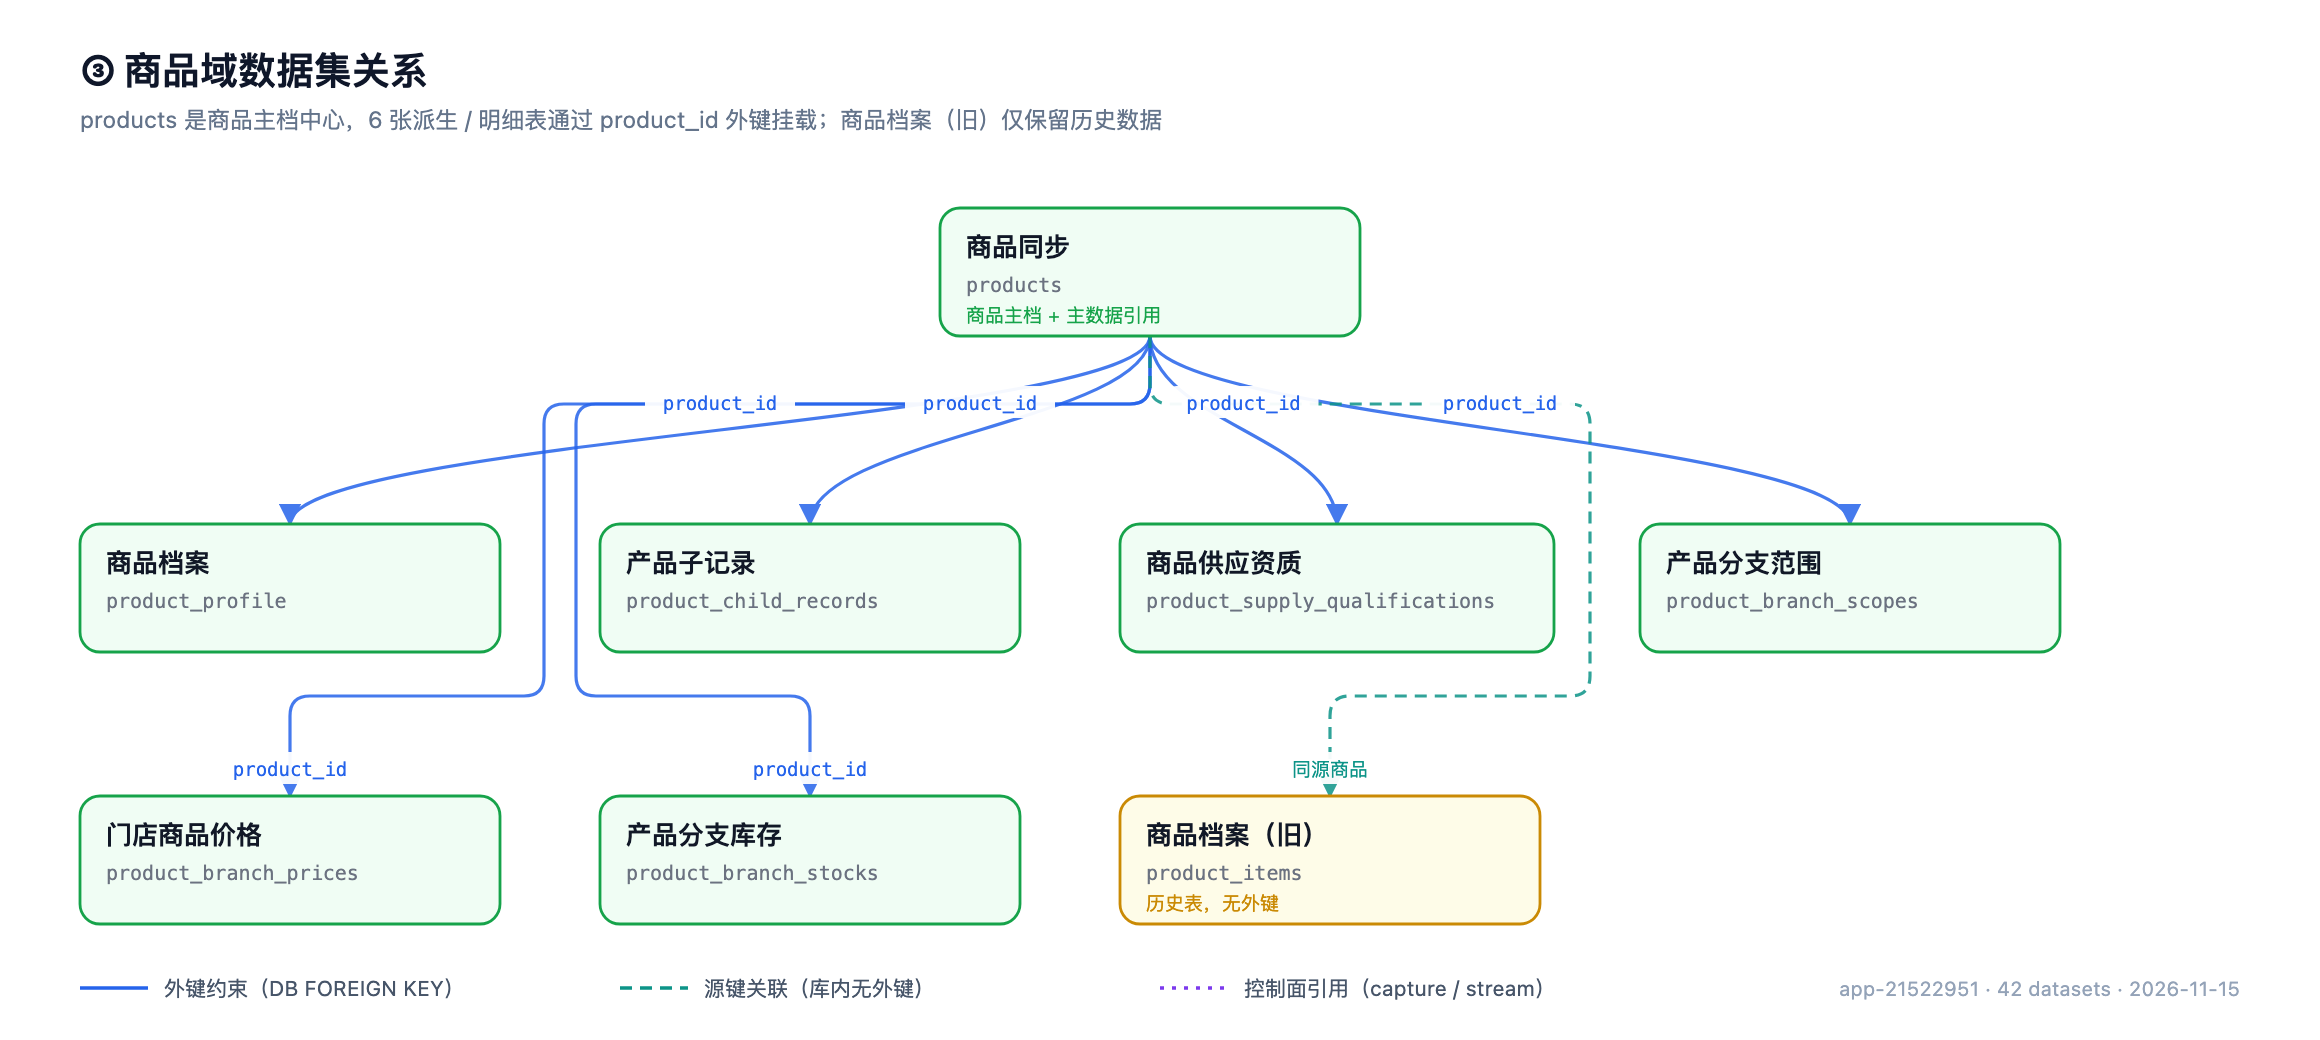 ③ 商品域数据集关系
products 是商品主档中心，6 张派生 / 明细表通过 product_id 外键挂载；商品档案（旧）仅保留历史数据
商品同步
products
商品主档 + 主数据引用
product_id
product_id
product_id
product_id
商品档案
product_profile
产品子记录
product_child_records
商品供应资质
product_supply_qualifications
产品分支范围
product_branch_scopes
product_id
product_id
同源商品
门店商品价格
product_branch_prices
产品分支库存
product_branch_stocks
商品档案（旧）
product_items
历史表，无外键
外键约束（DB FOREIGN KEY）
源键关联（库内无外键）
控制面引用（capture / stream）
app-21522951 · 42 datasets · 2026-11-15